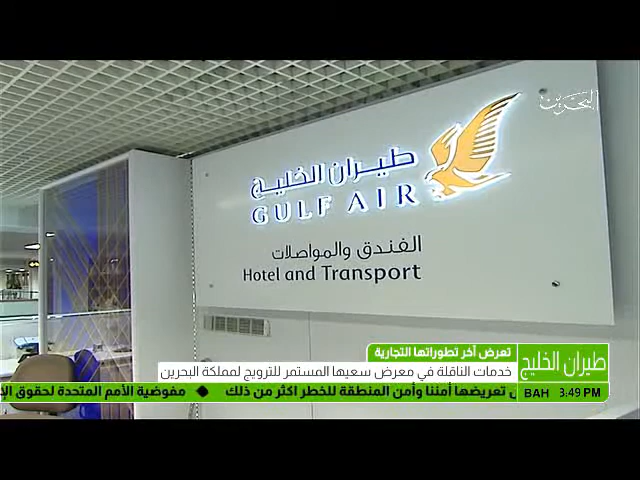 البحرين
طيران الخليج
GULF AIR
الفندق والمواصلات
Hotel and Transport
تعرض آخر تطوراتها التجارية
طيران الخليج
خدمات الناقلة في معرض سعيها المستمر للترويج لمملكة البحرين
تعريضها أمننا وأمن المنطقة للخطر اكثر من ذلك ◆ مفوضية الأمم المتحدة لحقوق
BAH 3:49 PM